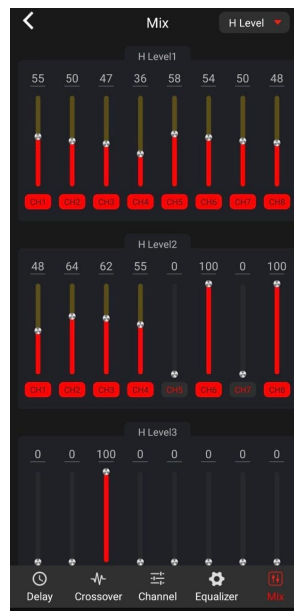 Mix
H Level
H Level1
55 50 47 36 58 54 50 48
CH1 CH2 CH3 CH4 CH5 CH6 CH7 CH8
H Level2
48 64 62 55 0 100 0 100
CH1 CH2 CH3 CH4 CH5 CH6 CH7 CH8
H Level3
0 0 100 0 0 0 0 0
Delay Crossover Channel Equalizer Mix